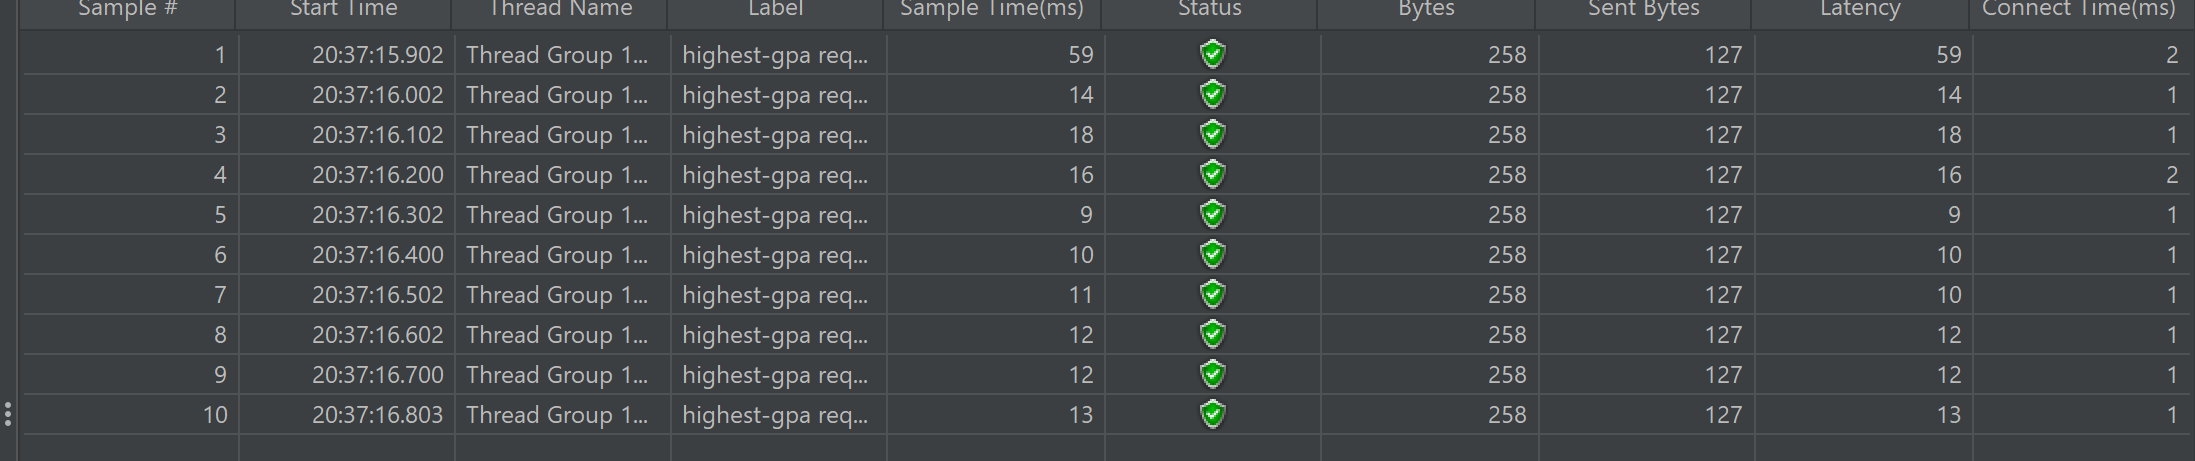 Sample # Start Time Thread Name Label Sample Time(ms) Status Bytes Sent Bytes Latency Connect Time(ms)
1 20:37:15.902 Thread Group 1... highest-gpa req... 59 258 127 59 2
2 20:37:16.002 Thread Group 1... highest-gpa req... 14 258 127 14 1
3 20:37:16.102 Thread Group 1... highest-gpa req... 18 258 127 18 1
4 20:37:16.200 Thread Group 1... highest-gpa req... 16 258 127 16 2
5 20:37:16.302 Thread Group 1... highest-gpa req... 9 258 127 9 1
6 20:37:16.400 Thread Group 1... highest-gpa req... 10 258 127 10 1
7 20:37:16.502 Thread Group 1... highest-gpa req... 11 258 127 10 1
8 20:37:16.602 Thread Group 1... highest-gpa req... 12 258 127 12 1
9 20:37:16.700 Thread Group 1... highest-gpa req... 12 258 127 12 1
10 20:37:16.803 Thread Group 1... highest-gpa req... 13 258 127 13 1